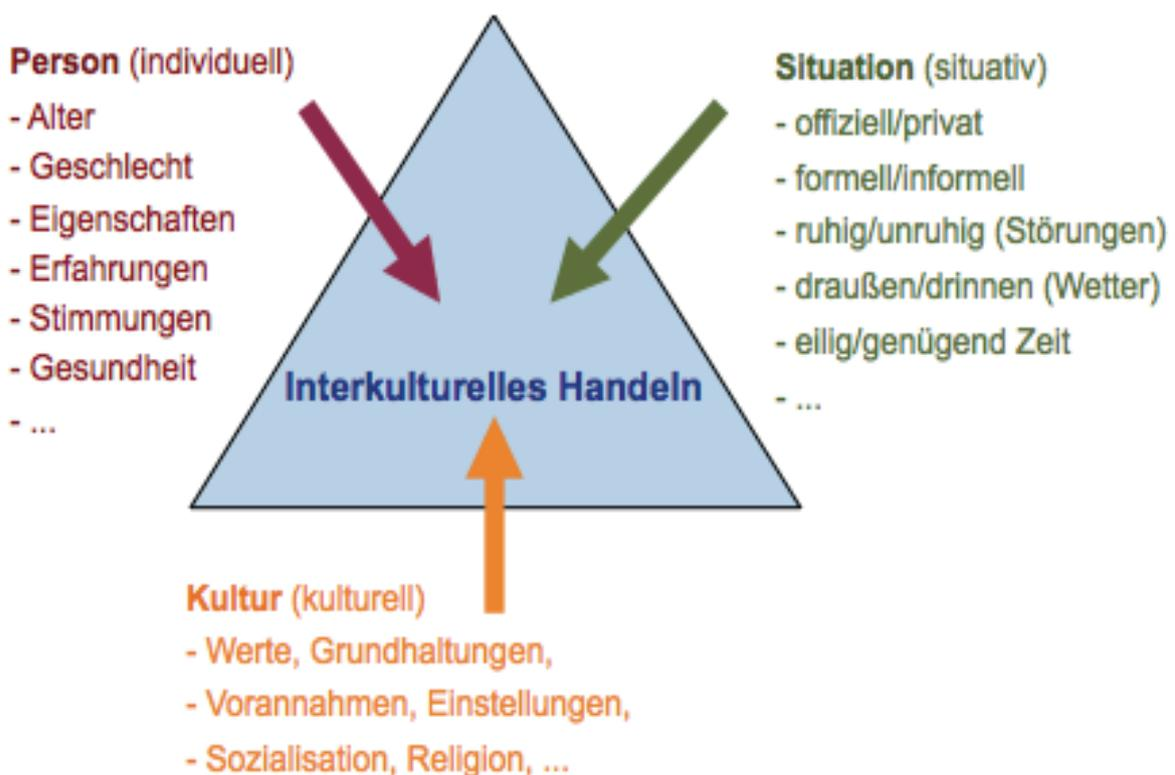 Person (individuell)
- Alter
- Geschlecht
- Eigenschaften
- Erfahrungen
- Stimmungen
- Gesundheit
- ...
Situation (situativ)
- offiziell/privat
- formell/informell
- ruhig/unruhig (Störungen)
- draußen/drinnen (Wetter)
- eilig/genügend Zeit
- ...
Interkulturelles Handeln
Kultur (kulturell)
- Werte, Grundhaltungen,
- Vorannahmen, Einstellungen,
- Sozialisation, Religion, ...